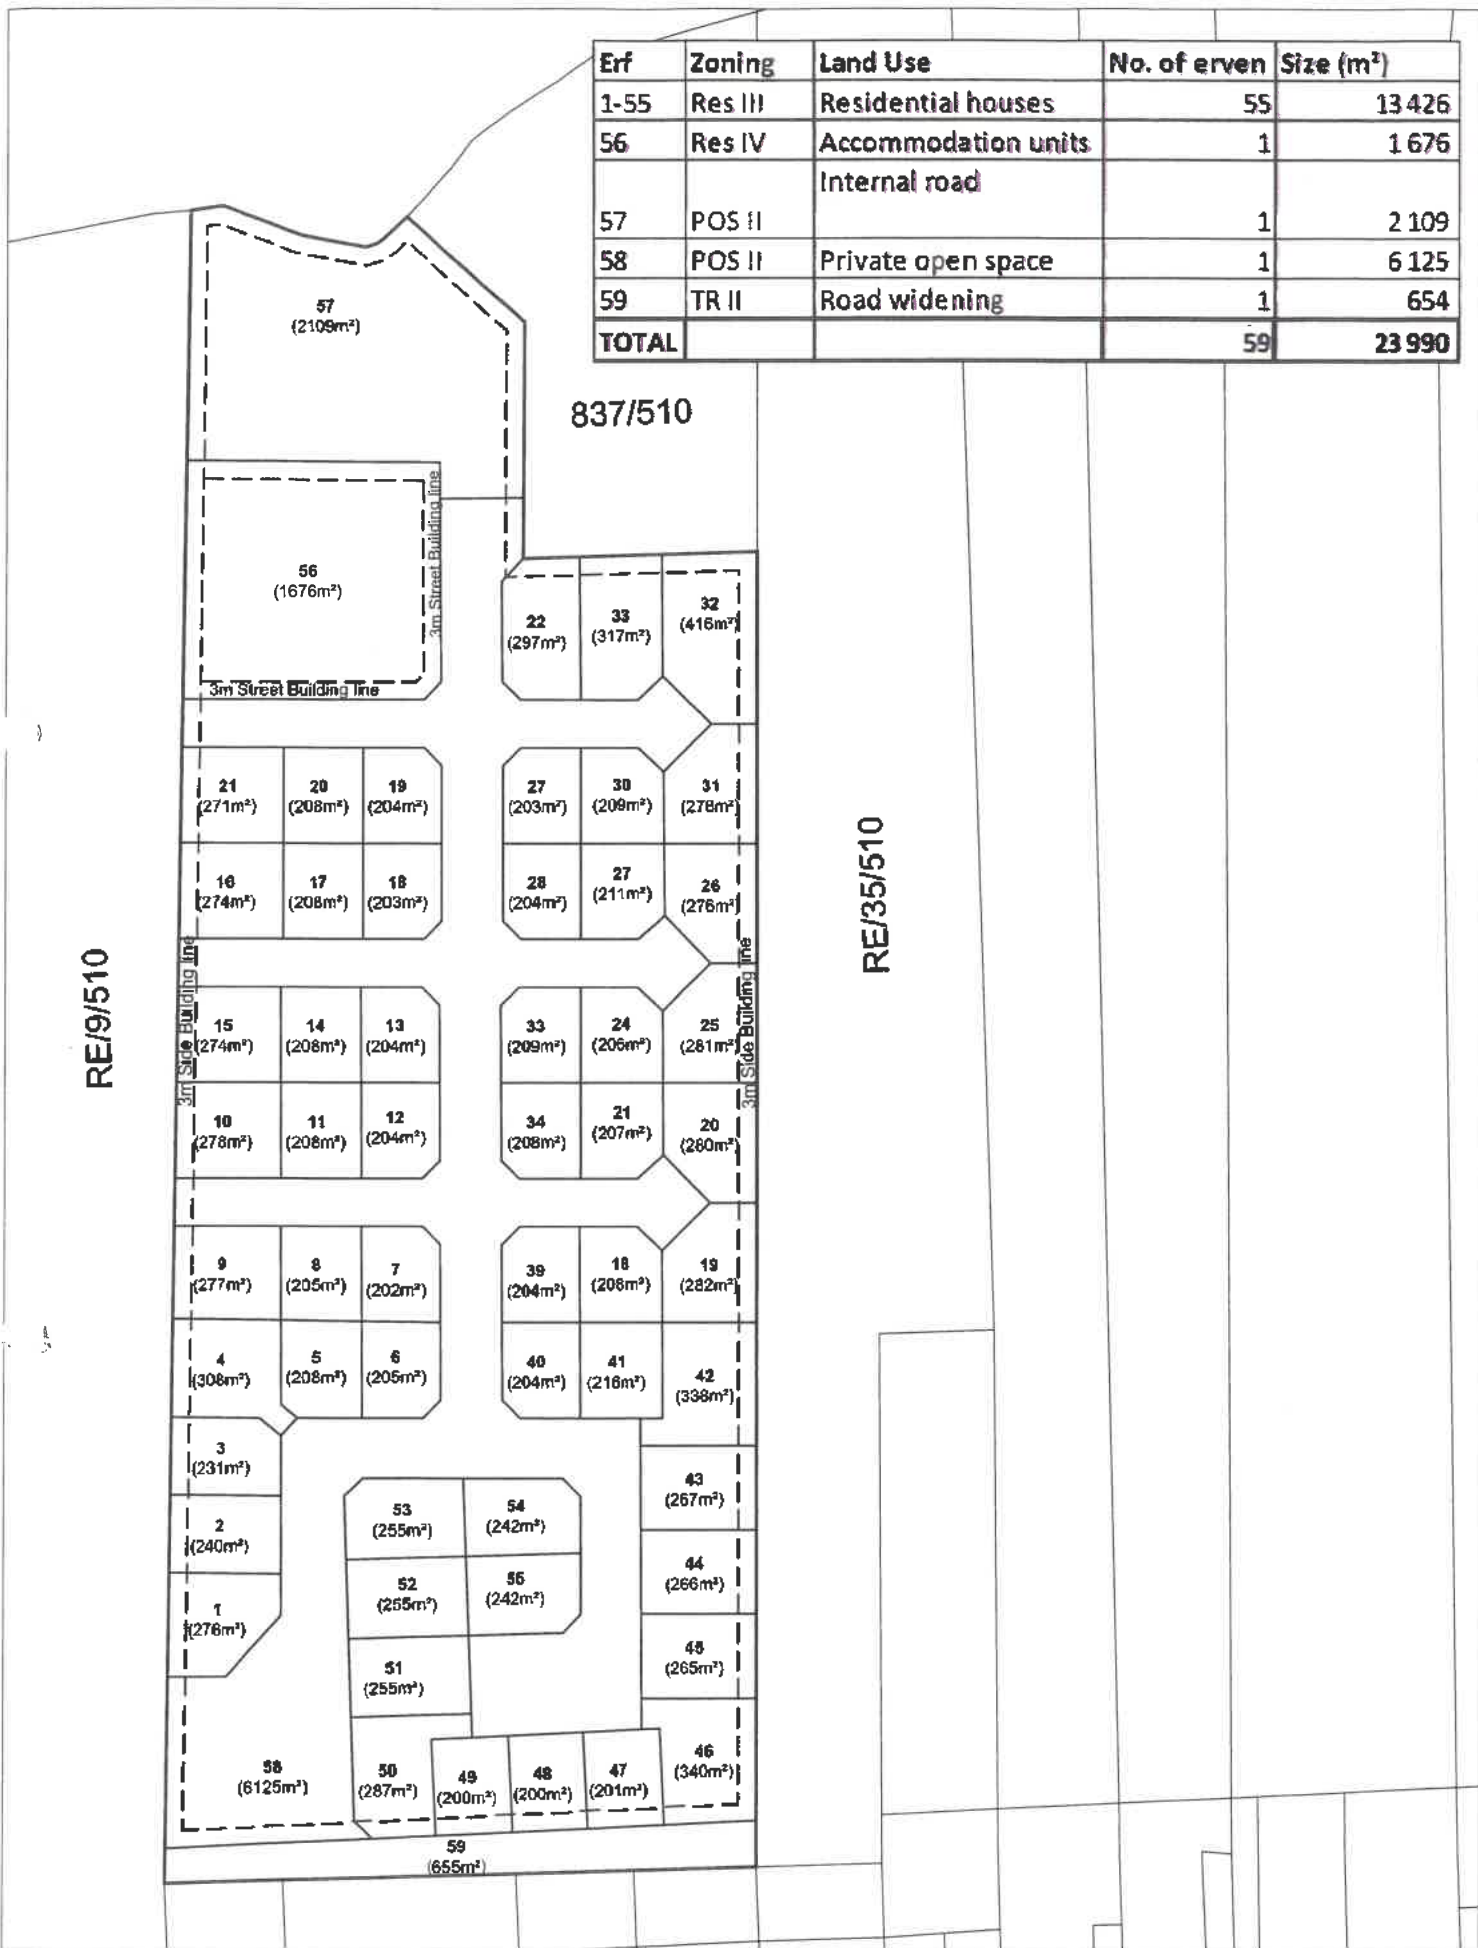 Erf Zoning Land Use No. of erven Size (m²)
1-55 Res III Residential houses 55 13 426
56 Res IV Accommodation units 1 1 676
Internal road
57 POS II 1 2 109
58 POS II Private open space 1 6 125
59 TR II Road widening 1 654
TOTAL 59 23 990
57
(2109m²)
837/510
56
(1676m²)
3m Street Building line
3m Street Building line
22
(297m²)
33
(317m²)
32
(416m²)
21
(271m²)
20
(208m²)
19
(204m²)
27
(203m²)
30
(209m²)
31
(278m²)
16
(274m²)
17
(208m²)
18
(203m²)
28
(204m²)
27
(211m²)
26
(276m²)
RE/9/510
RE/35/510
3m Side Building line
3m Side Building line
15
(274m²)
14
(208m²)
13
(204m²)
33
(209m²)
24
(206m²)
25
(281m²)
10
(278m²)
11
(208m²)
12
(204m²)
34
(208m²)
21
(207m²)
20
(280m²)
9
(277m²)
8
(205m²)
7
(202m²)
39
(204m²)
18
(208m²)
19
(282m²)
4
(308m²)
5
(208m²)
6
(205m²)
40
(204m²)
41
(216m²)
42
(338m²)
3
(231m²)
2
(240m²)
1
(276m²)
53
(255m²)
54
(242m²)
43
(267m²)
52
(255m²)
55
(242m²)
44
(266m²)
51
(255m²)
45
(265m²)
58
(6125m²)
50
(287m²)
49
(200m²)
48
(200m²)
47
(201m²)
46
(340m²)
59
(655m²)